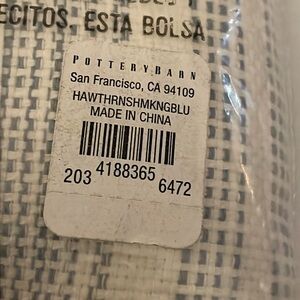 ECITOS, ESTA BOLSA
POTTERYBARN
San Francisco, CA 94109
HAWTHRNSHMKNGBLU
MADE IN CHINA
4188365
203 6472